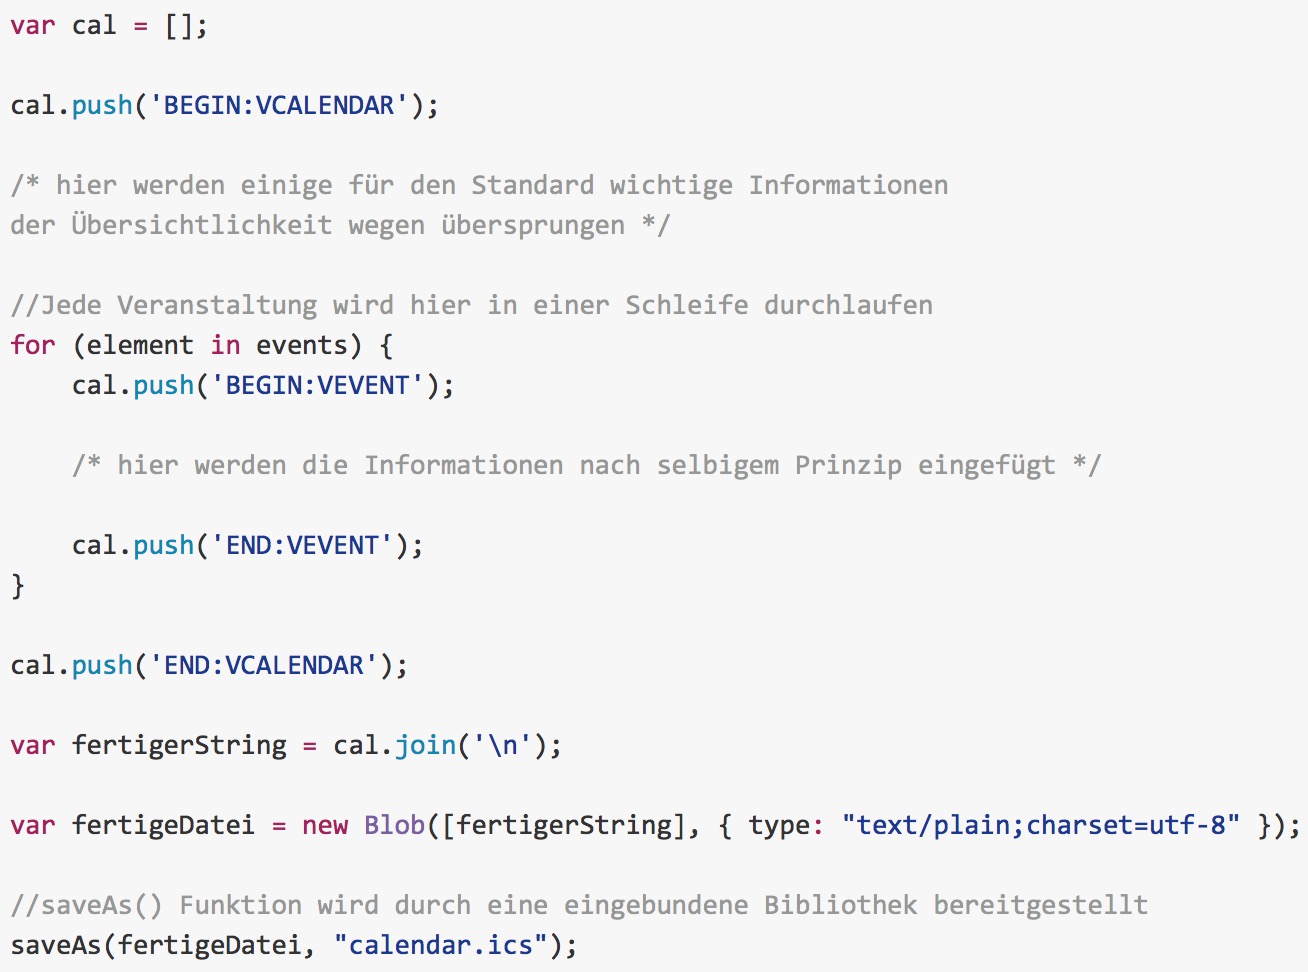 var cal = [];
cal.push('BEGIN:VCALENDAR');
/* hier werden einige für den Standard wichtige Informationen
der Übersichtlichkeit wegen übersprungen */
//Jede Veranstaltung wird hier in einer Schleife durchlaufen
for (element in events) {
    cal.push('BEGIN:VEVENT');
    /* hier werden die Informationen nach selbigem Prinzip eingefügt */
    cal.push('END:VEVENT');
}
cal.push('END:VCALENDAR');
var fertigerString = cal.join('\n');
var fertigeDatei = new Blob([fertigerString], { type: "text/plain;charset=utf-8" });
//saveAs() Funktion wird durch eine eingebundene Bibliothek bereitgestellt
saveAs(fertigeDatei, "calendar.ics");